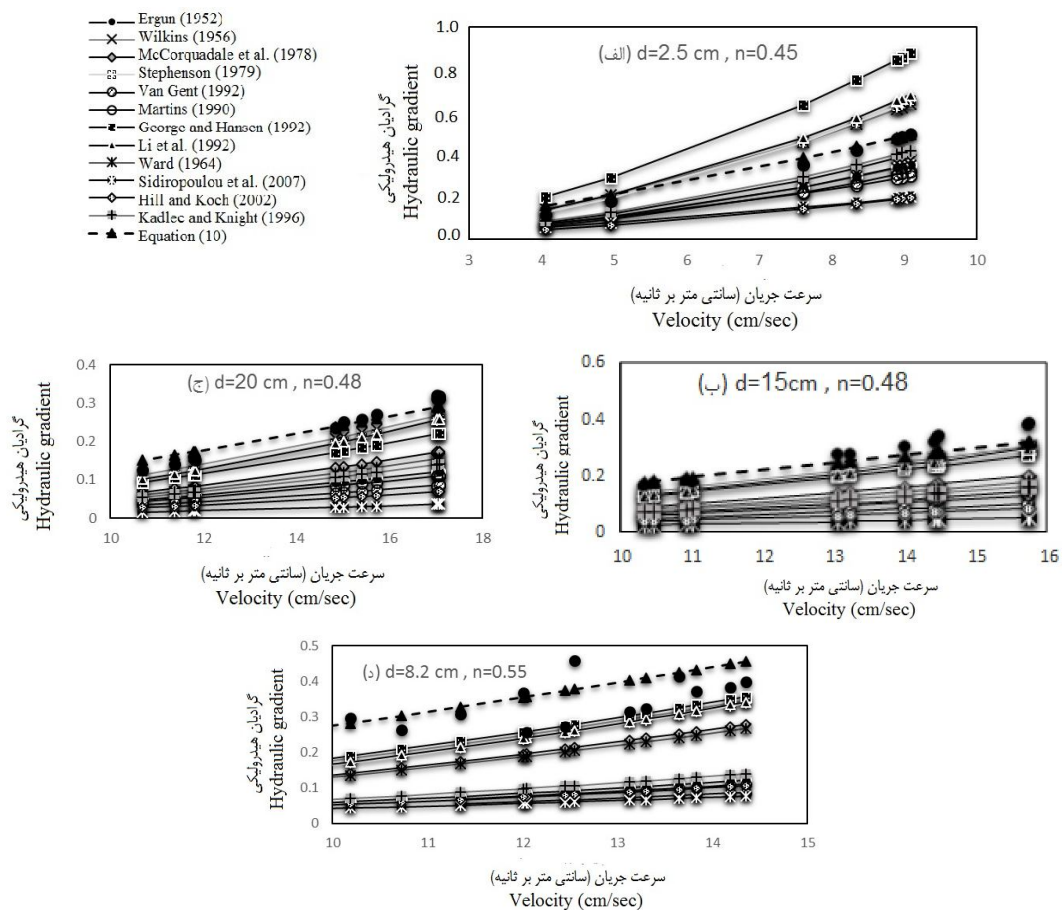 Ergun (1952)
Wilkins (1956)
McCorquadale et al. (1978)
Stephenson (1979)
Van Gent (1992)
Martins (1990)
George and Hansen (1992)
Li et al. (1992)
Ward (1964)
Sidiropoulou et al. (2007)
Hill and Koch (2002)
Kadlec and Knight (1996)
Equation (10)
(الف) d=2.5 cm , n=0.45
گرادیان هیدرولیکی
Hydraulic gradient
1.0
0.8
0.6
0.4
0.2
0.0
3 4 5 6 7 8 9 10
سرعت جریان (سانتی متر بر ثانیه)
Velocity (cm/sec)
(ج) d=20 cm , n=0.48
گرادیان هیدرولیکی
Hydraulic gradient
0.4
0.3
0.2
0.1
0
10 12 14 16 18
سرعت جریان (سانتی متر بر ثانیه)
Velocity (cm/sec)
(ب) d=15cm , n=0.48
گرادیان هیدرولیکی
Hydraulic gradient
0.6
0.4
0.2
0
10 11 12 13 14 15 16
سرعت جریان (سانتی متر بر ثانیه)
Velocity (cm/sec)
(د) d=8.2 cm , n=0.55
گرادیان هیدرولیکی
Hydraulic gradient
0.5
0.4
0.3
0.2
0.1
0
10 11 12 13 14 15
سرعت جریان (سانتی متر بر ثانیه)
Velocity (cm/sec)